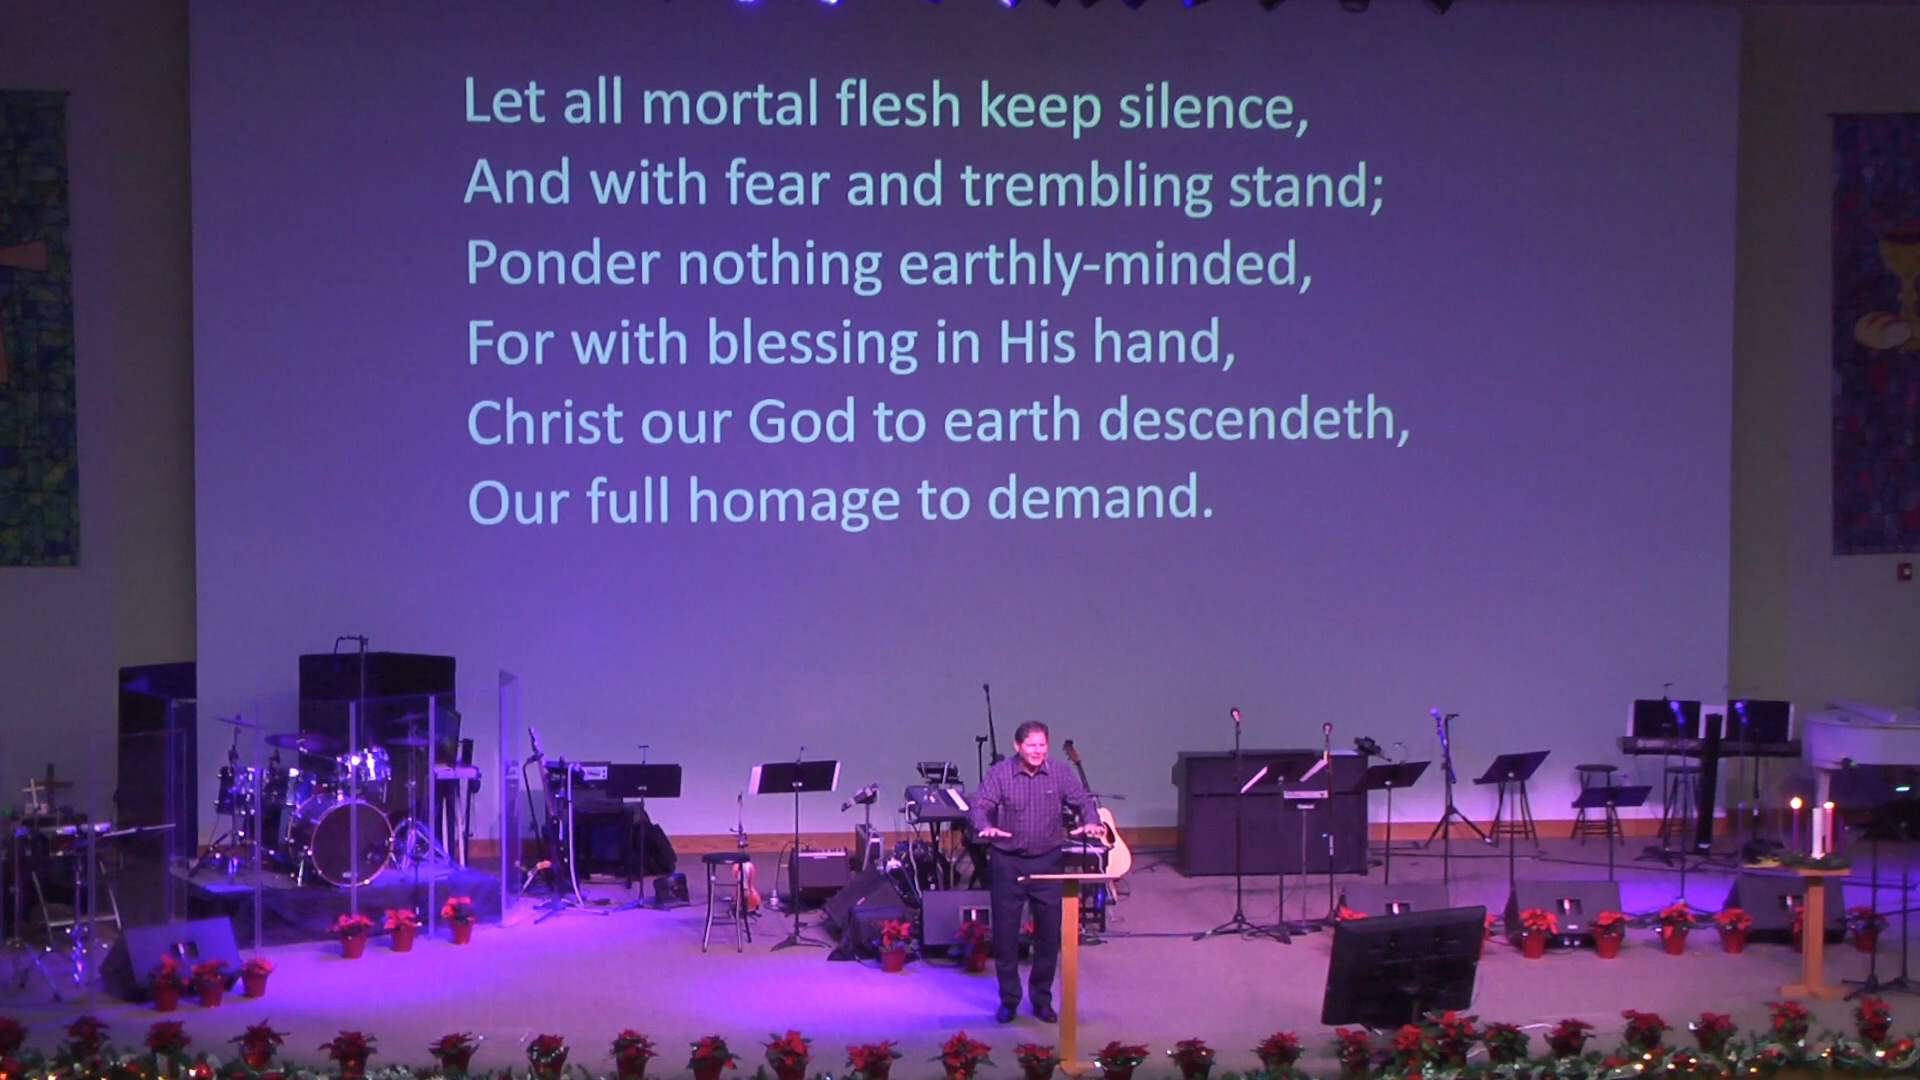 Let all mortal flesh keep silence,
And with fear and trembling stand;
Ponder nothing earthly-minded,
For with blessing in His hand,
Christ our God to earth descendeth,
Our full homage to demand.